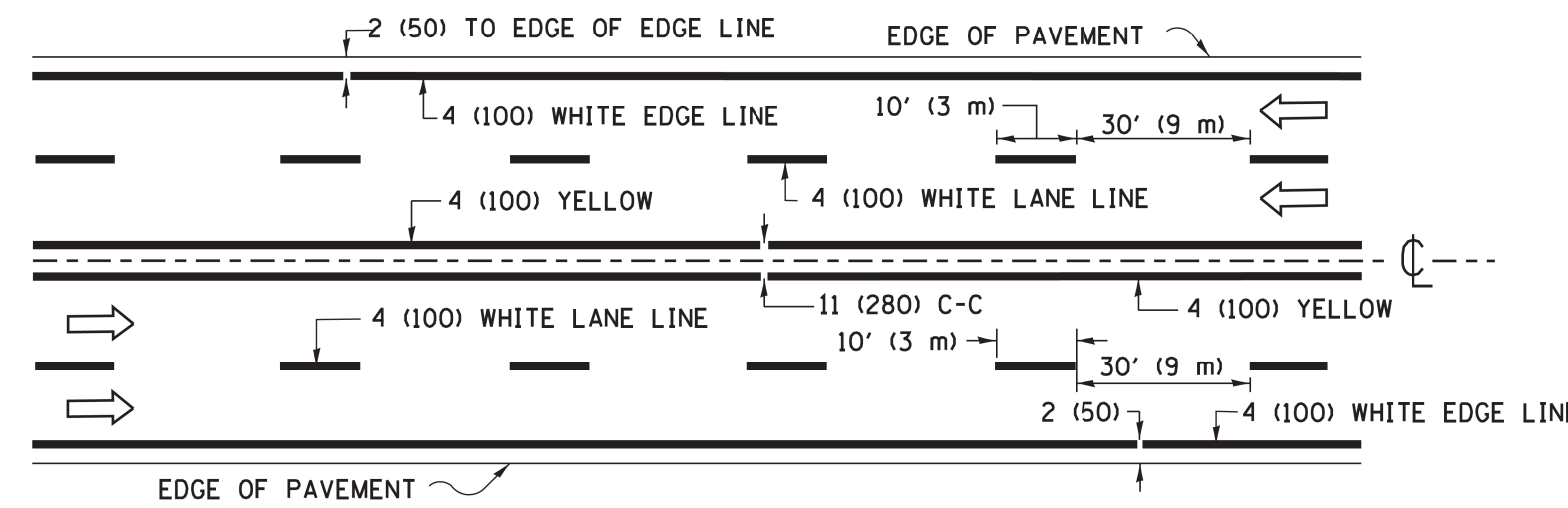 2 (50) TO EDGE OF EDGE LINE
EDGE OF PAVEMENT
4 (100) WHITE EDGE LINE
10' (3 m)
30' (9 m)
4 (100) YELLOW
4 (100) WHITE LANE LINE
℄
11 (280) C-C
4 (100) YELLOW
4 (100) WHITE LANE LINE
10' (3 m)
30' (9 m)
2 (50)
4 (100) WHITE EDGE LIN
EDGE OF PAVEMENT